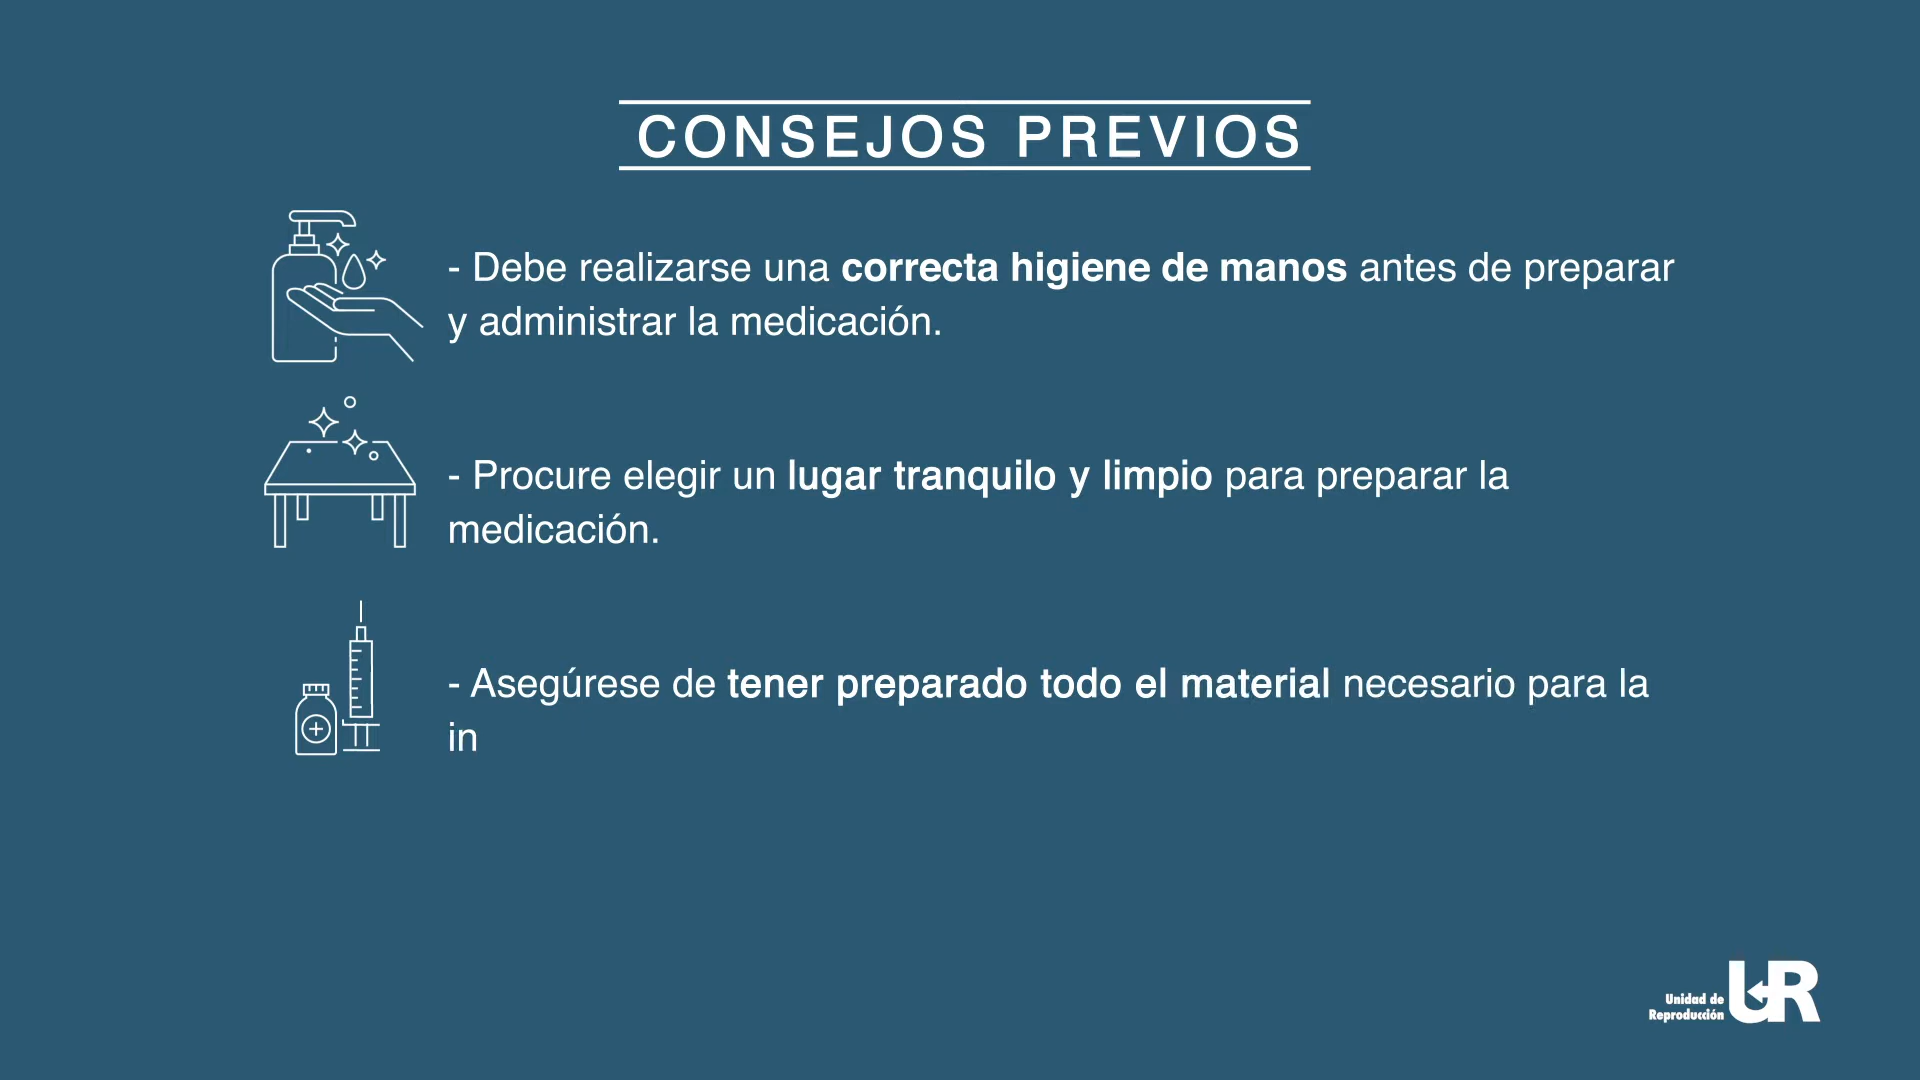 CONSEJOS PREVIOS
- Debe realizarse una correcta higiene de manos antes de preparar
y administrar la medicación.
- Procure elegir un lugar tranquilo y limpio para preparar la
medicación.
- Asegúrese de tener preparado todo el material necesario para la
in
Unidad de
Reproducción
UR